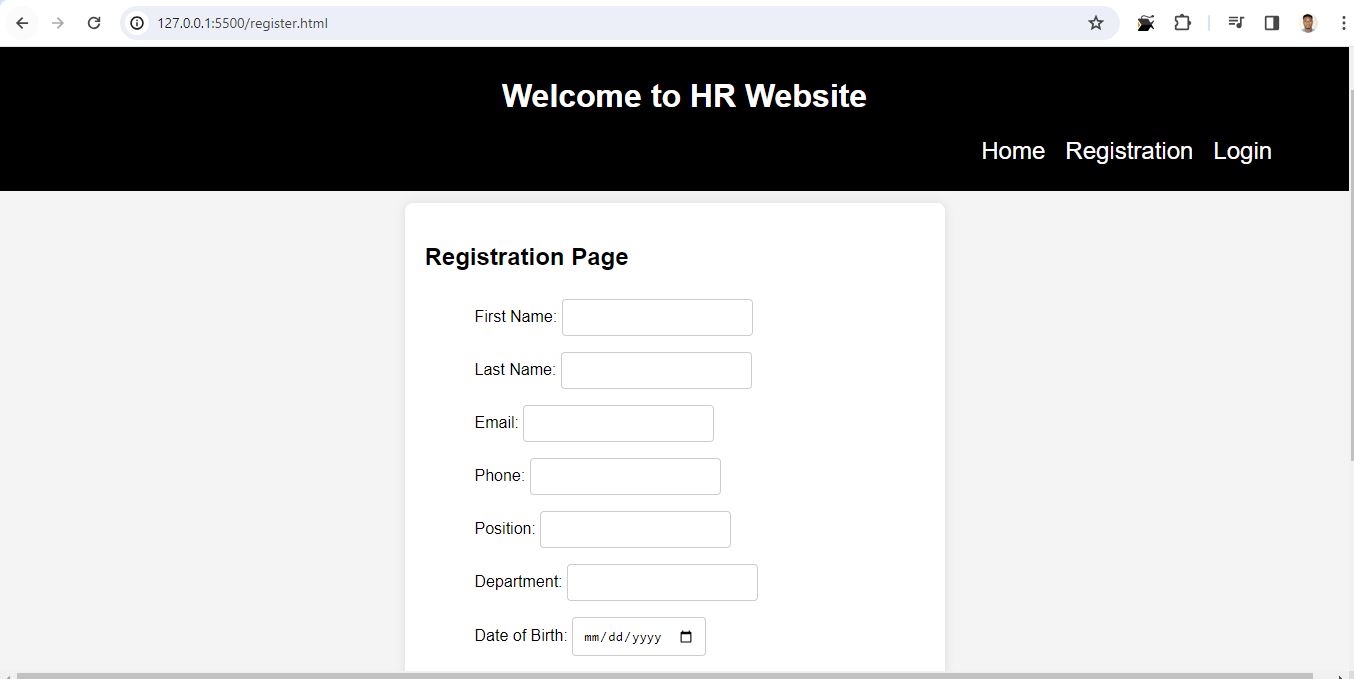 127.0.0.1:5500/register.html
Welcome to HR Website
Home Registration Login
Registration Page
First Name:
Last Name:
Email:
Phone:
Position:
Department:
Date of Birth: mm/dd/yyyy